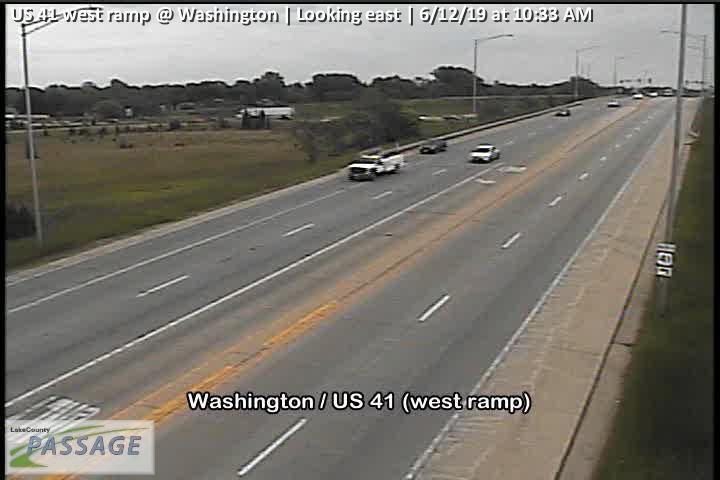 US 41 west ramp @ Washington | Looking east | 6/12/19 at 10:33 AM
Washington / US 41 (west ramp)
LakeCounty
PASSAGE